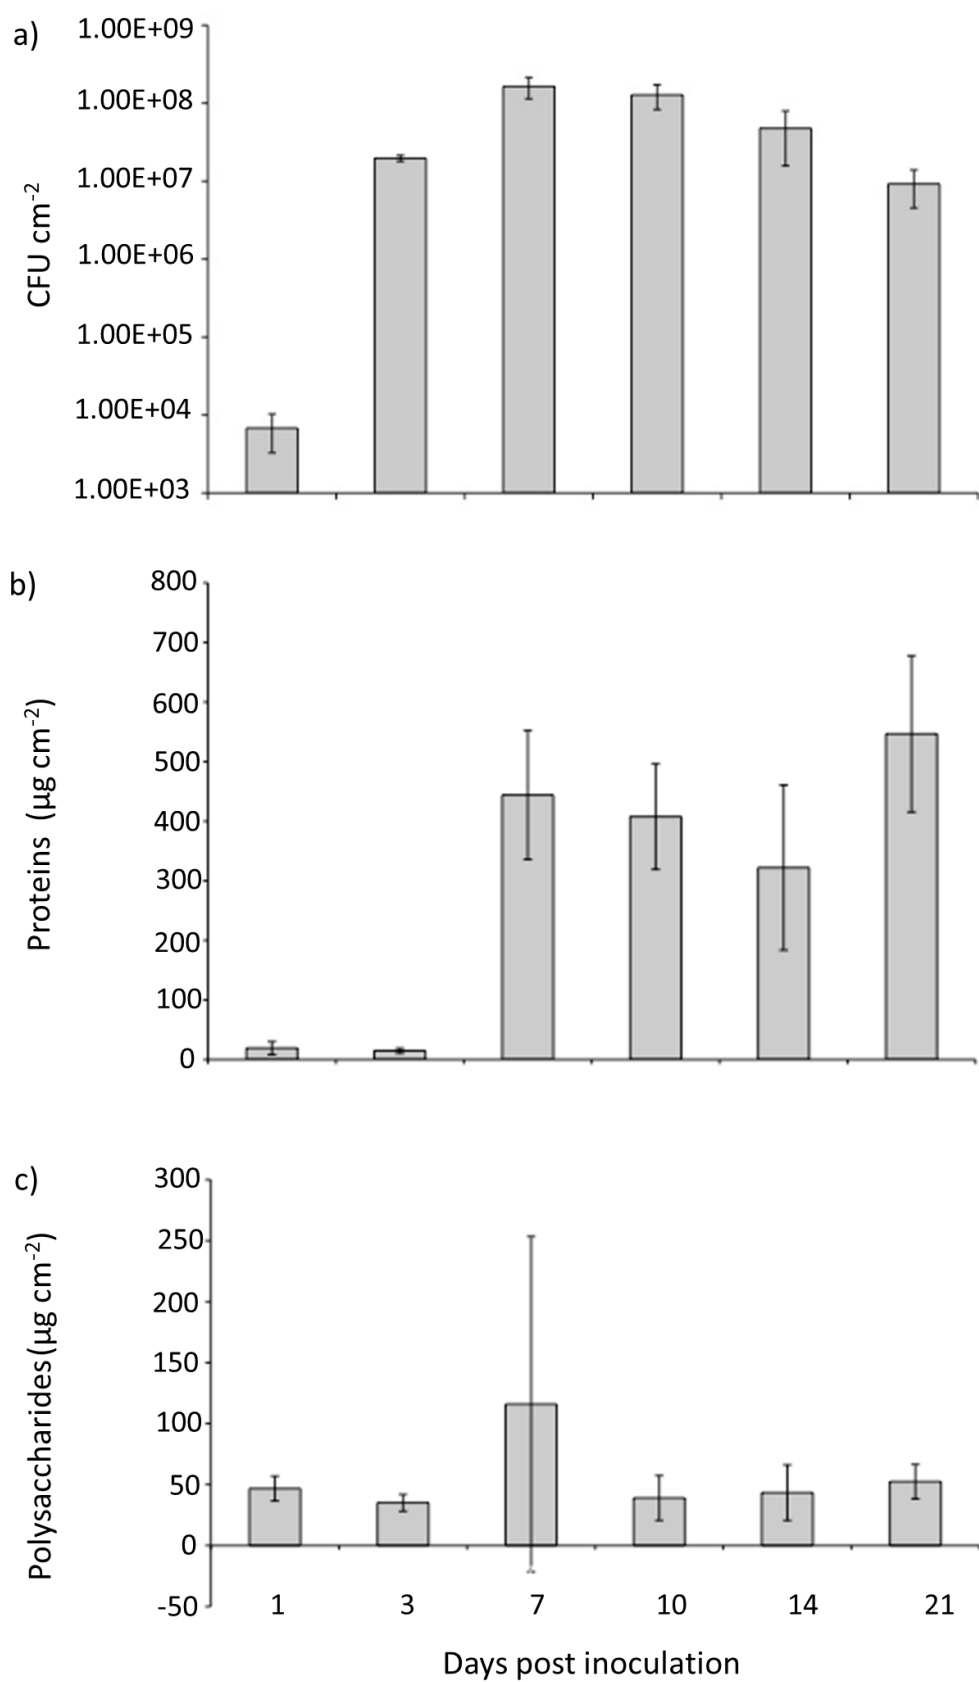 a)
1.00E+09
1.00E+08
1.00E+07
1.00E+06
1.00E+05
1.00E+04
1.00E+03
CFU cm-2
b)
800
700
600
500
400
300
200
100
0
Proteins (µg cm-2)
c)
300
250
200
150
100
50
0
-50
Polysaccharides (µg cm-2)
1 3 7 10 14 21
Days post inoculation